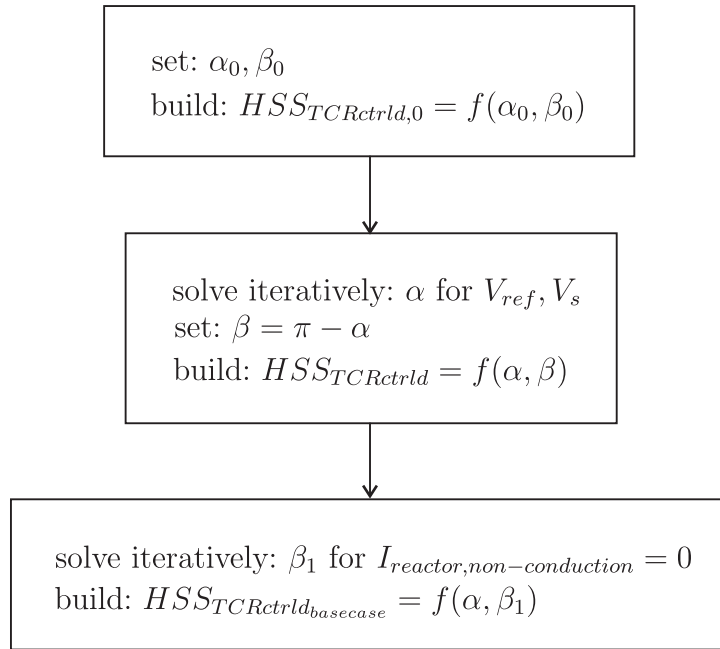 set: α₀, β₀
build: HSS_{TCRctrld,0} = f(α₀, β₀)
solve iteratively: α for V_{ref}, V_s
set: β = π − α
build: HSS_{TCRctrld} = f(α, β)
solve iteratively: β₁ for I_{reactor,non−conduction} = 0
build: HSS_{TCRctrld_{basecase}} = f(α, β₁)